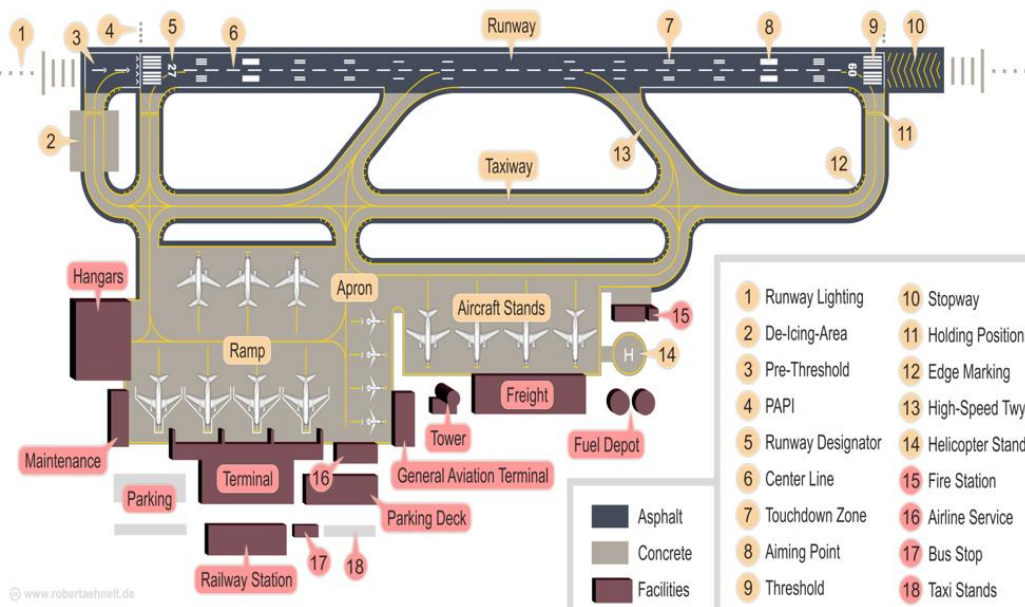 Runway
1
3
4
5
6
7
8
9
10
27
09
2
11
13
12
Taxiway
Hangars
Apron
Aircraft Stands
15
Ramp
H
14
Freight
Tower
Fuel Depot
Maintenance
Terminal
16
General Aviation Terminal
Parking
Parking Deck
Railway Station
17
18
Asphalt
Concrete
Facilities
1 Runway Lighting
2 De-Icing-Area
3 Pre-Threshold
4 PAPI
5 Runway Designator
6 Center Line
7 Touchdown Zone
8 Aiming Point
9 Threshold
10 Stopway
11 Holding Position
12 Edge Marking
13 High-Speed Twy
14 Helicopter Stand
15 Fire Station
16 Airline Service
17 Bus Stop
18 Taxi Stands
www.robertaehnelt.de